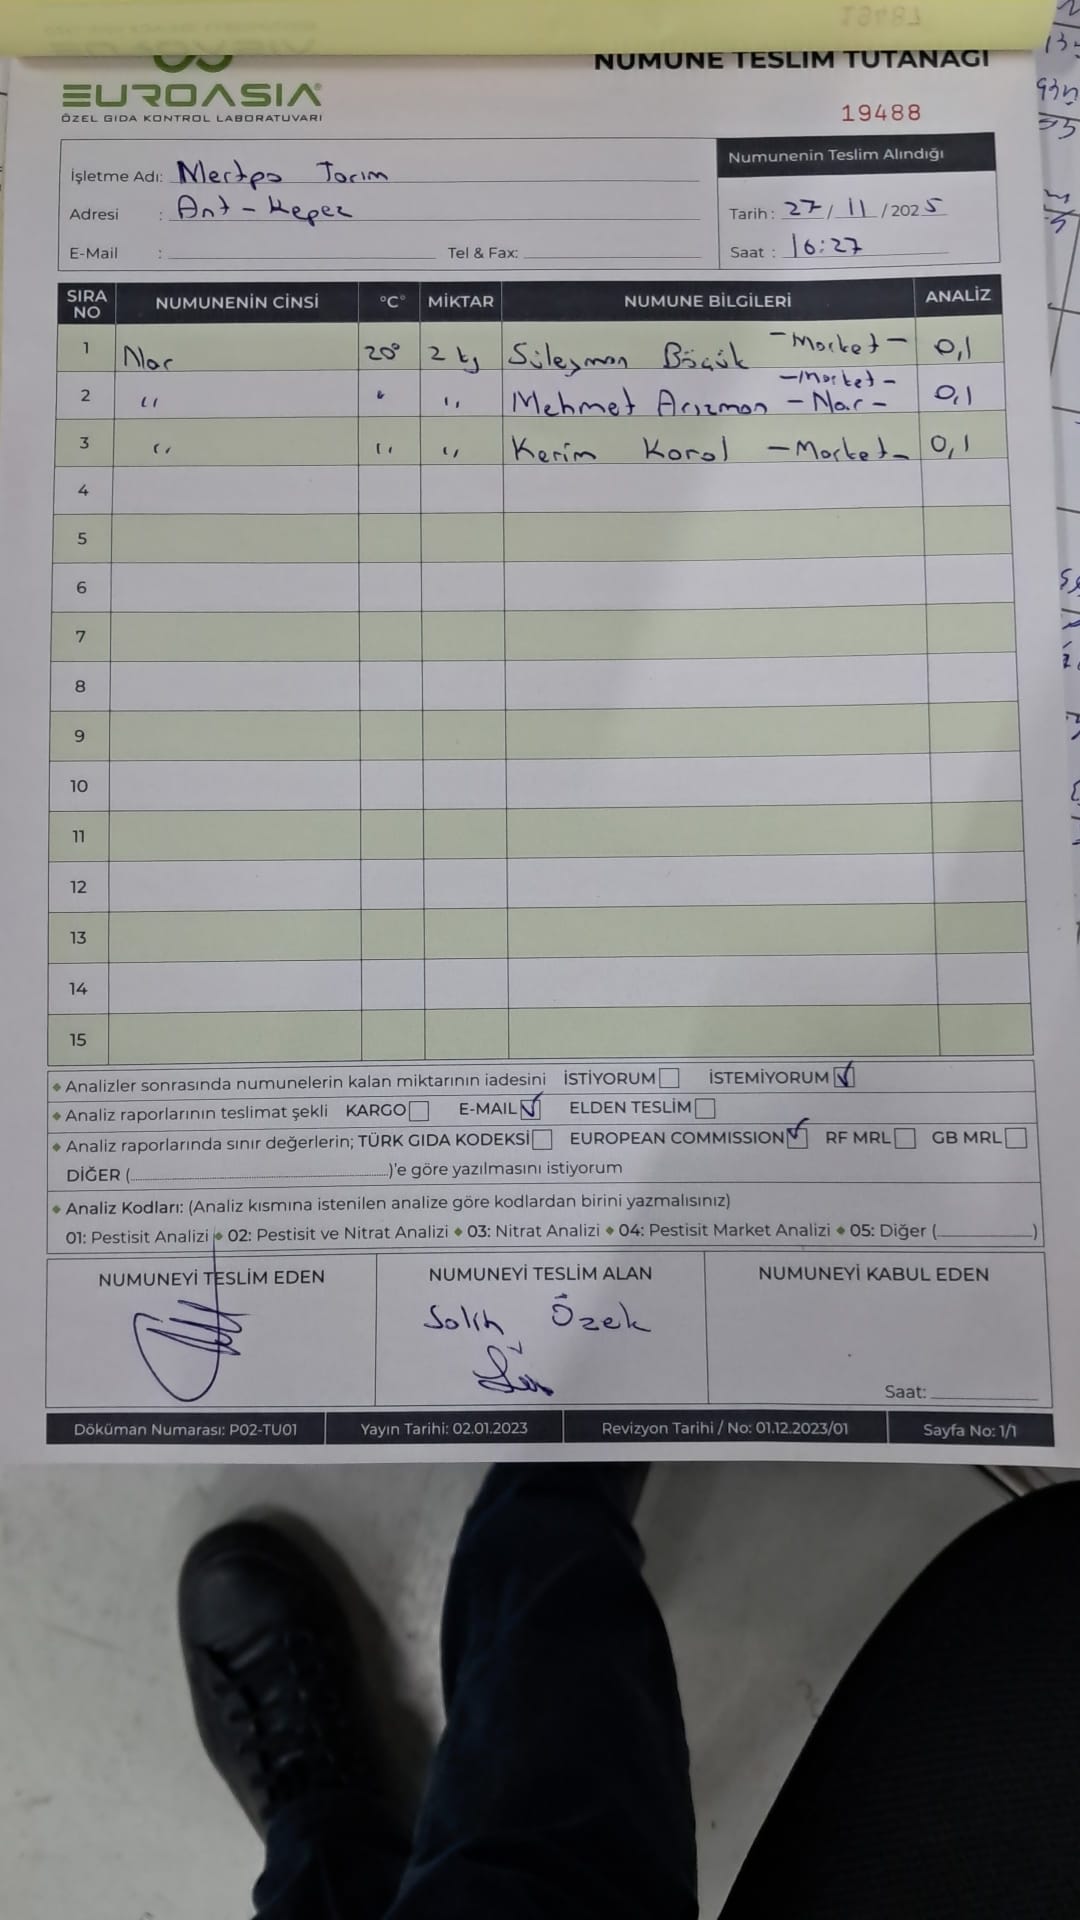 NUMUNE TESLİM TUTANAĞI
EUROASIA
ÖZEL GIDA KONTROL LABORATUVARI
19488
İşletme Adı: Mertpa Tarım
Adresi : Ant - Kepez
E-Mail : Tel & Fax:
Numunenin Teslim Alındığı
Tarih: 27 / 11 / 2025
Saat : 16:27
SIRA NO NUMUNENİN CİNSİ °C° MİKTAR NUMUNE BİLGİLERİ ANALİZ
1 Nar 20° 2 kg Süleyman -Market- 0,1
2 " " " Mehmet -Market- -Nar- 0,1
3 " " " Kerim Koral -Market- 0,1
4
5
6
7
8
9
10
11
12
13
14
15
Analizler sonrasında numunelerin kalan miktarının iadesini İSTİYORUM İSTEMİYORUM ✓
Analiz raporlarının teslimat şekli KARGO E-MAIL ✓ ELDEN TESLİM
Analiz raporlarında sınır değerlerin; TÜRK GIDA KODEKSİ EUROPEAN COMMISSION ✓ RF MRL GB MRL
DİĞER (..............................)'e göre yazılmasını istiyorum
Analiz Kodları: (Analiz kısmına istenilen analize göre kodlardan birini yazmalısınız)
01: Pestisit Analizi 02: Pestisit ve Nitrat Analizi 03: Nitrat Analizi 04: Pestisit Market Analizi 05: Diğer (..............)
NUMUNEYİ TESLİM EDEN NUMUNEYİ TESLİM ALAN NUMUNEYİ KABUL EDEN
Salih Özek
Saat:
Döküman Numarası: P02-TU01 Yayın Tarihi: 02.01.2023 Revizyon Tarihi / No: 01.12.2023/01 Sayfa No: 1/1